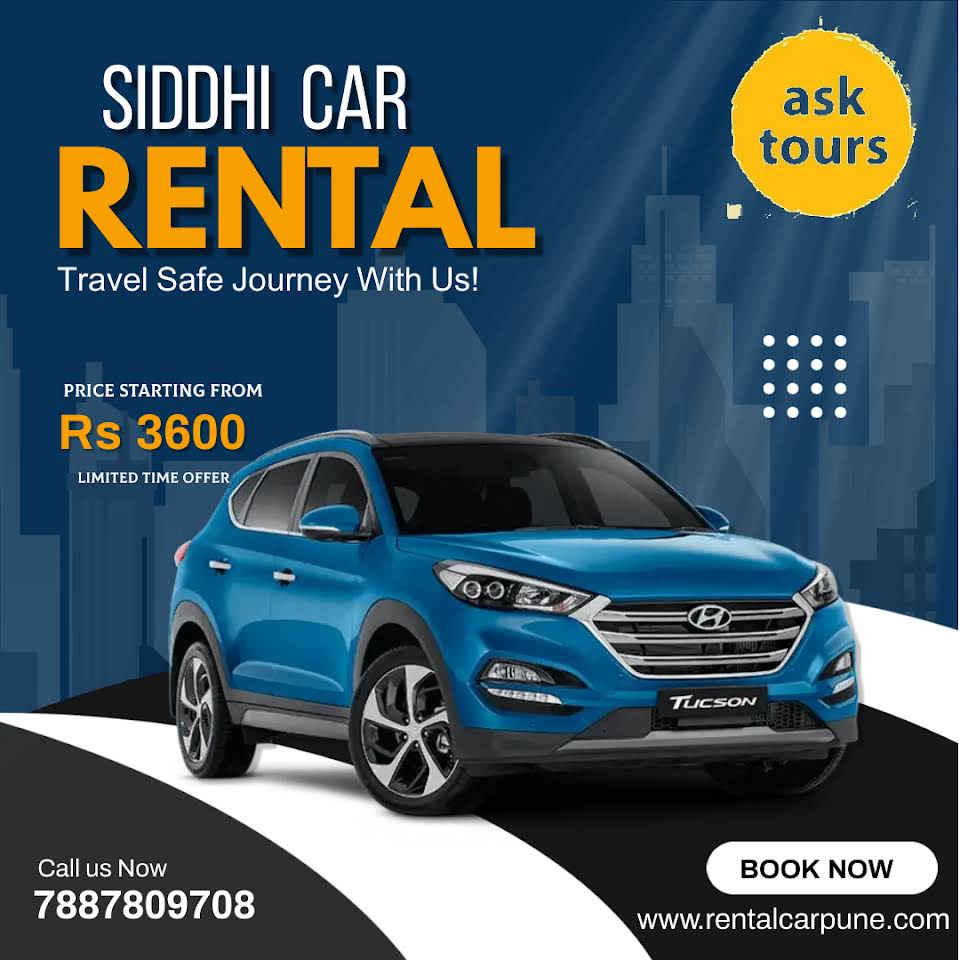 SIDDHI CAR
RENTAL
Travel Safe Journey With Us!
ask
tours
PRICE STARTING FROM
Rs 3600
LIMITED TIME OFFER
TUCSON
Call us Now
7887809708
BOOK NOW
www.rentalcarpune.com